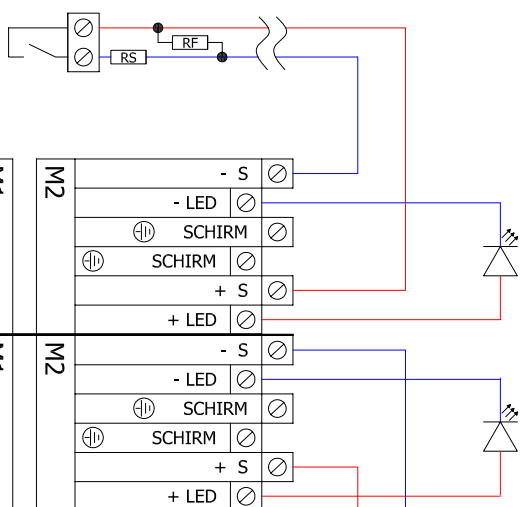 RF
RS
M2
- S
- LED
SCHIRM
SCHIRM
+ S
+ LED
M2
- S
- LED
SCHIRM
SCHIRM
+ S
+ LED